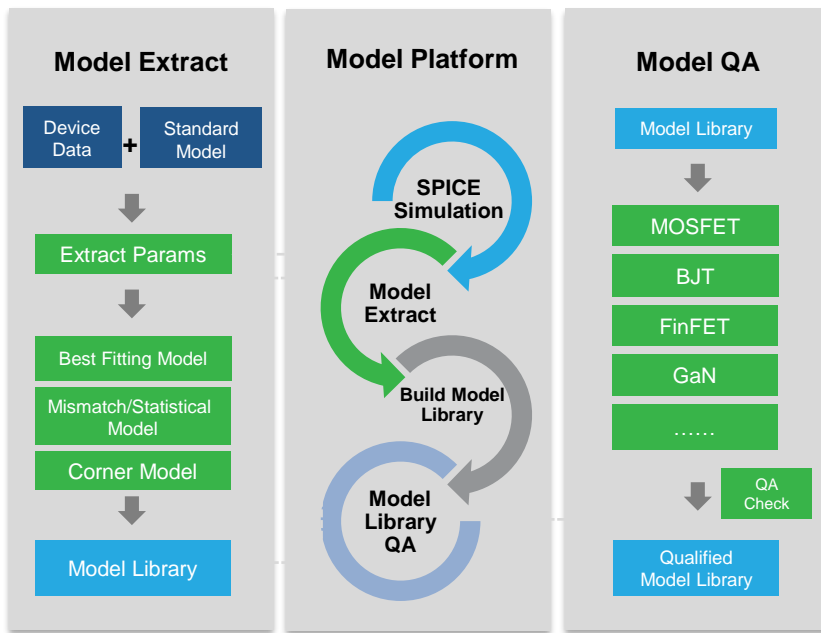 Model Extract
Device
Data
+
Standard
Model
Extract Params
Best Fitting Model
Mismatch/Statistical
Model
Corner Model
Model Library
Model Platform
SPICE
Simulation
Model
Extract
Build Model
Library
Model
Library
QA
Model QA
Model Library
MOSFET
BJT
FinFET
GaN
......
QA
Check
Qualified
Model Library